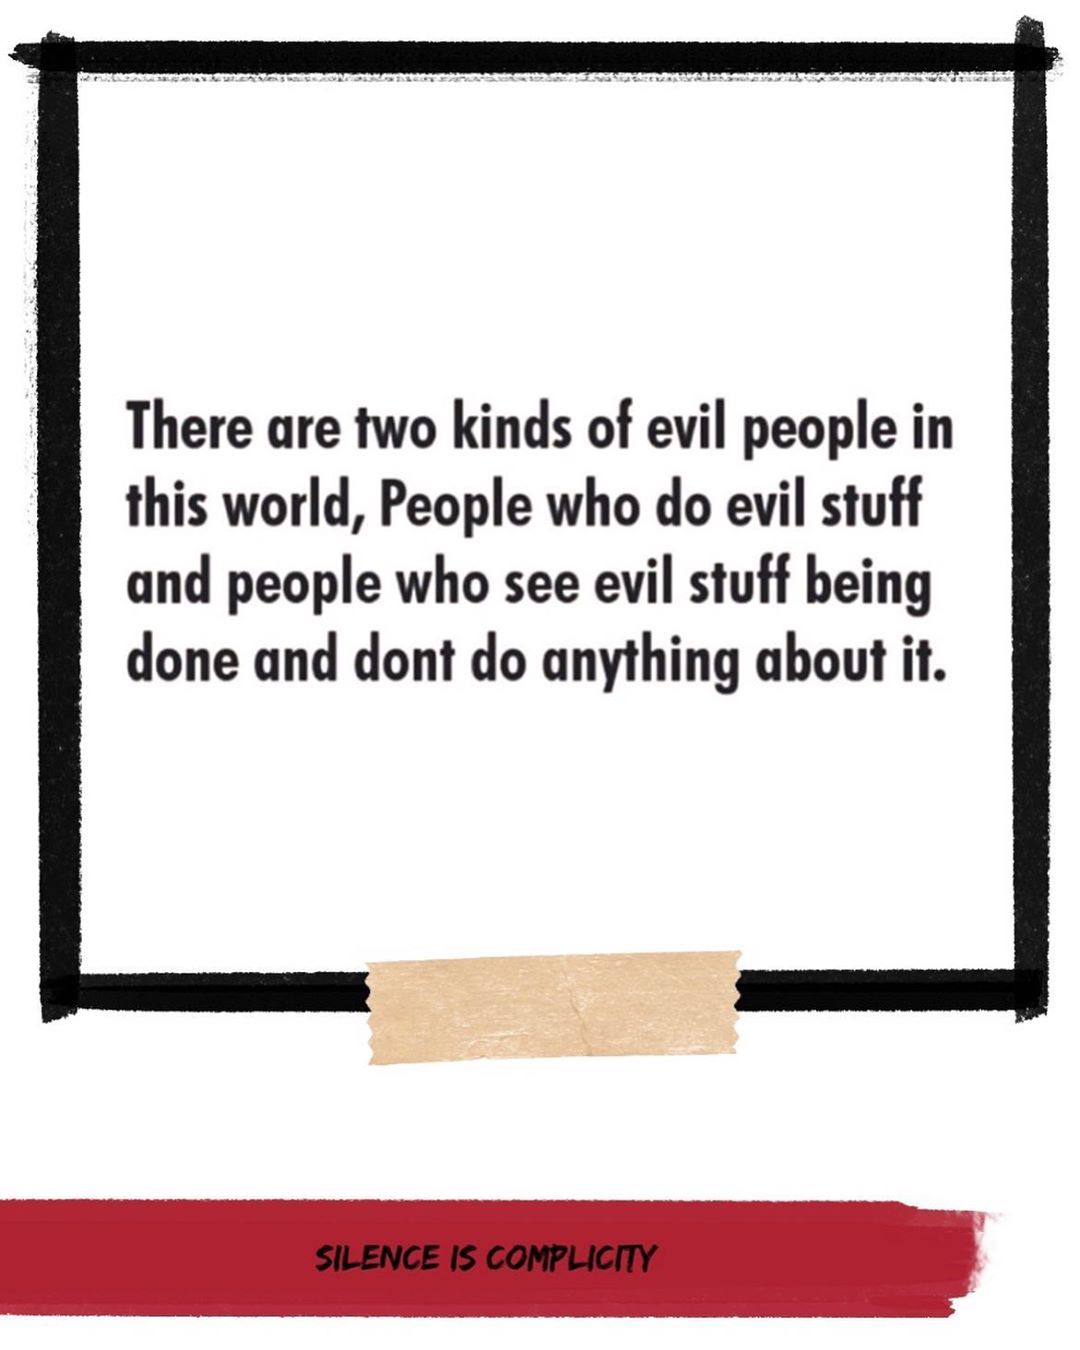 There are two kinds of evil people in
this world, People who do evil stuff
and people who see evil stuff being
done and dont do anything about it.
SILENCE IS COMPLICITY